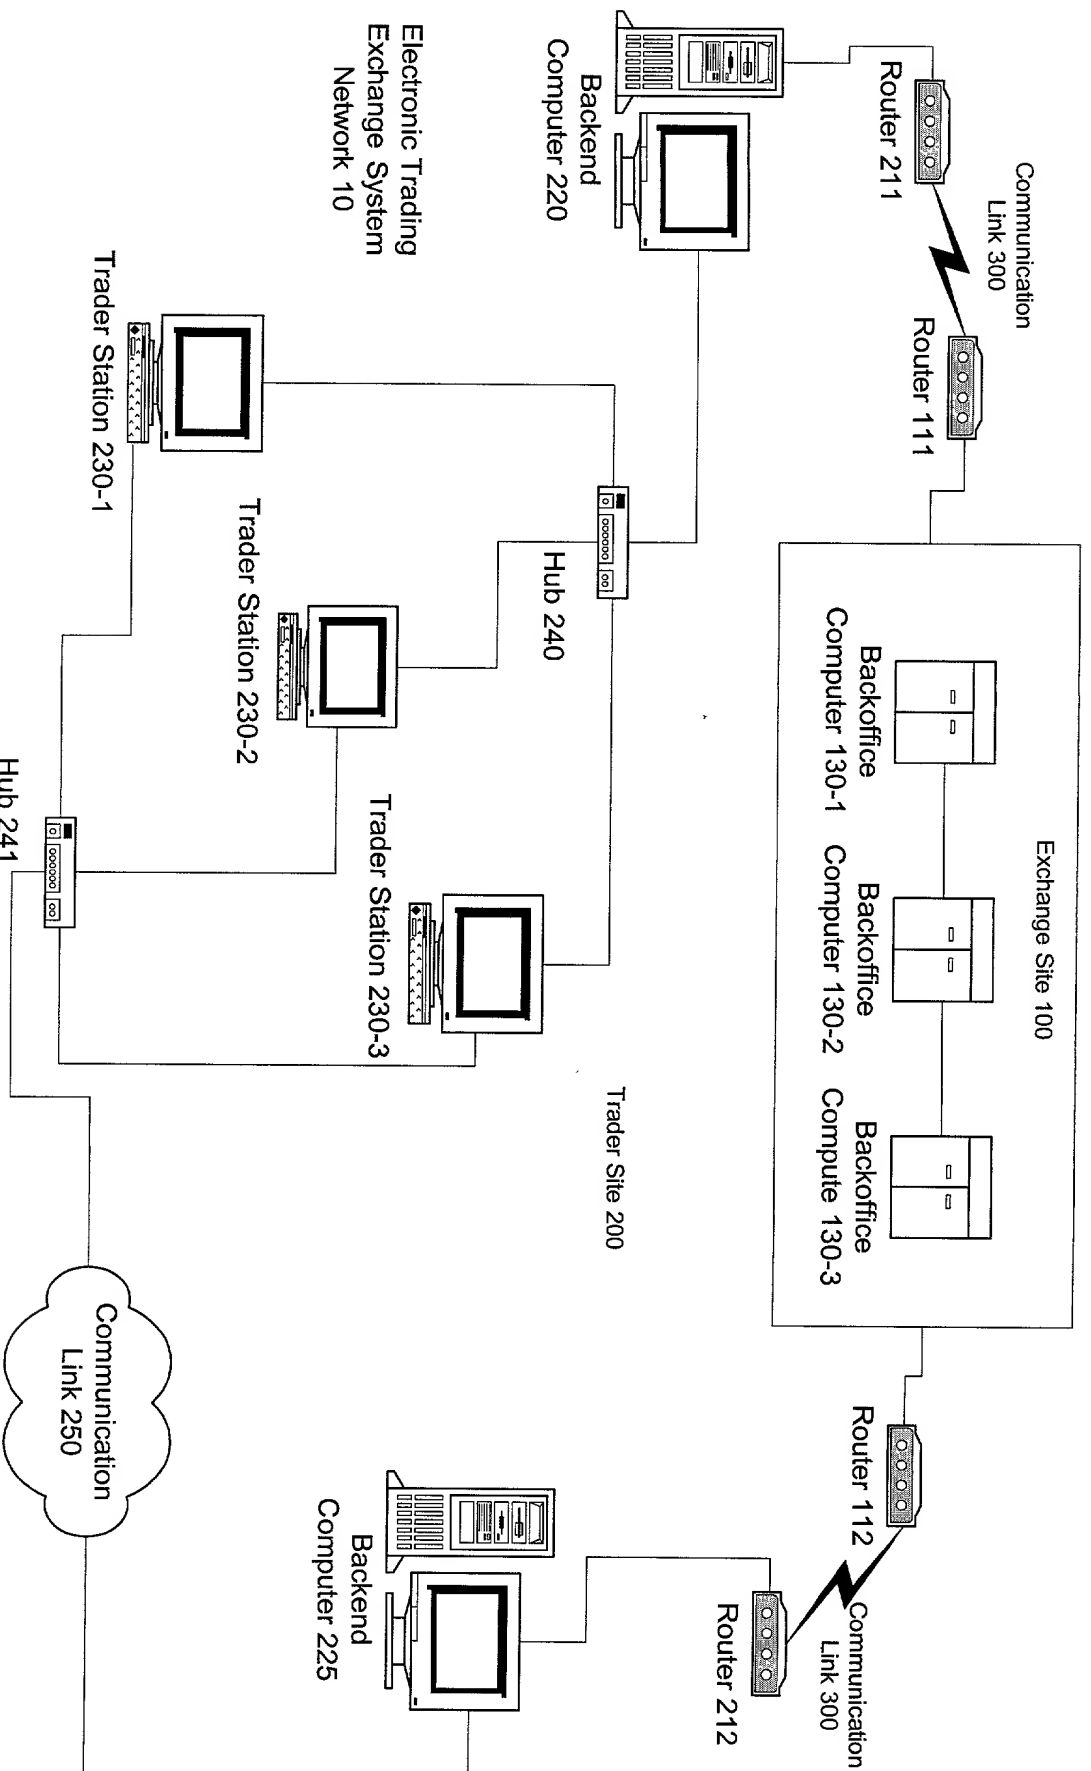 Communication
Link 300
Router 211
Router 111
Exchange Site 100
Backoffice
Computer 130-1
Backoffice
Computer 130-2
Backoffice
Compute 130-3
Router 112
Communication
Link 300
Router 212
Backend
Computer 220
Hub 240
Trader Site 200
Electronic Trading
Exchange System
Network 10
Trader Station 230-1
Trader Station 230-2
Trader Station 230-3
Backend
Computer 225
Hub 241
Communication
Link 250